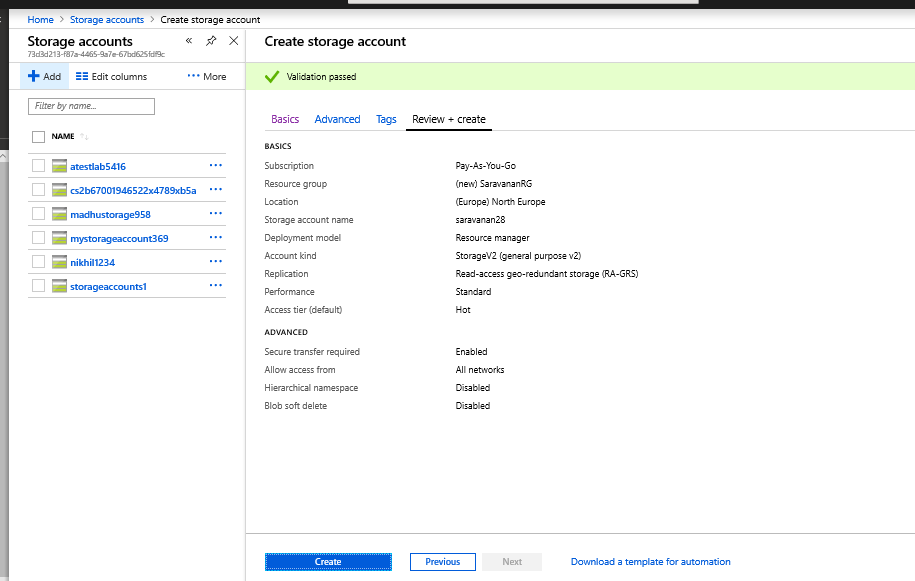 Home > Storage accounts > Create storage account
Storage accounts
73d3d213-f87a-4465-9a7e-67bd625fdf9c
Add Edit columns More
Filter by name...
NAME
atestlab5416
cs2b67001946522x4789xb5a
madhustorage958
mystorageaccount369
nikhil1234
storageaccounts1
Create storage account
Validation passed
Basics Advanced Tags Review + create
BASICS
Subscription Pay-As-You-Go
Resource group (new) SaravananRG
Location (Europe) North Europe
Storage account name saravanan28
Deployment model Resource manager
Account kind StorageV2 (general purpose v2)
Replication Read-access geo-redundant storage (RA-GRS)
Performance Standard
Access tier (default) Hot
ADVANCED
Secure transfer required Enabled
Allow access from All networks
Hierarchical namespace Disabled
Blob soft delete Disabled
Create Previous Next Download a template for automation